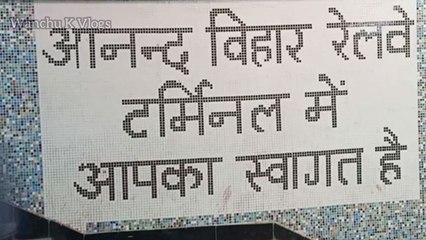 Winchu K Vlogs
आनन्द विहार रेलवे
टर्मिनल में
आपका स्वागत है